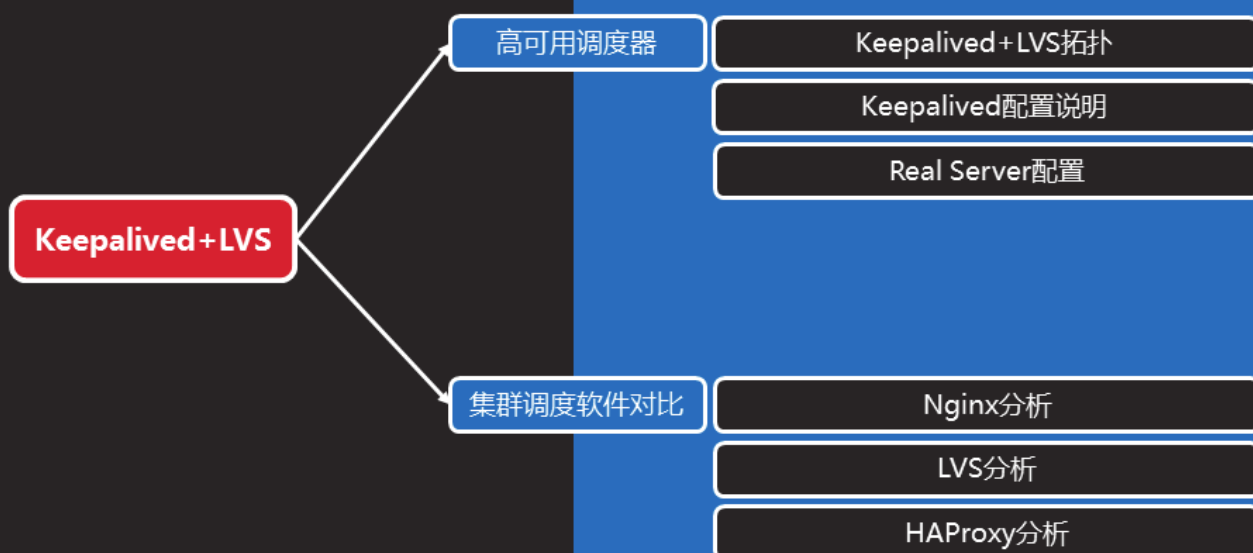 Keepalived+LVS
高可用调度器
Keepalived+LVS拓扑
Keepalived配置说明
Real Server配置
集群调度软件对比
Nginx分析
LVS分析
HAProxy分析